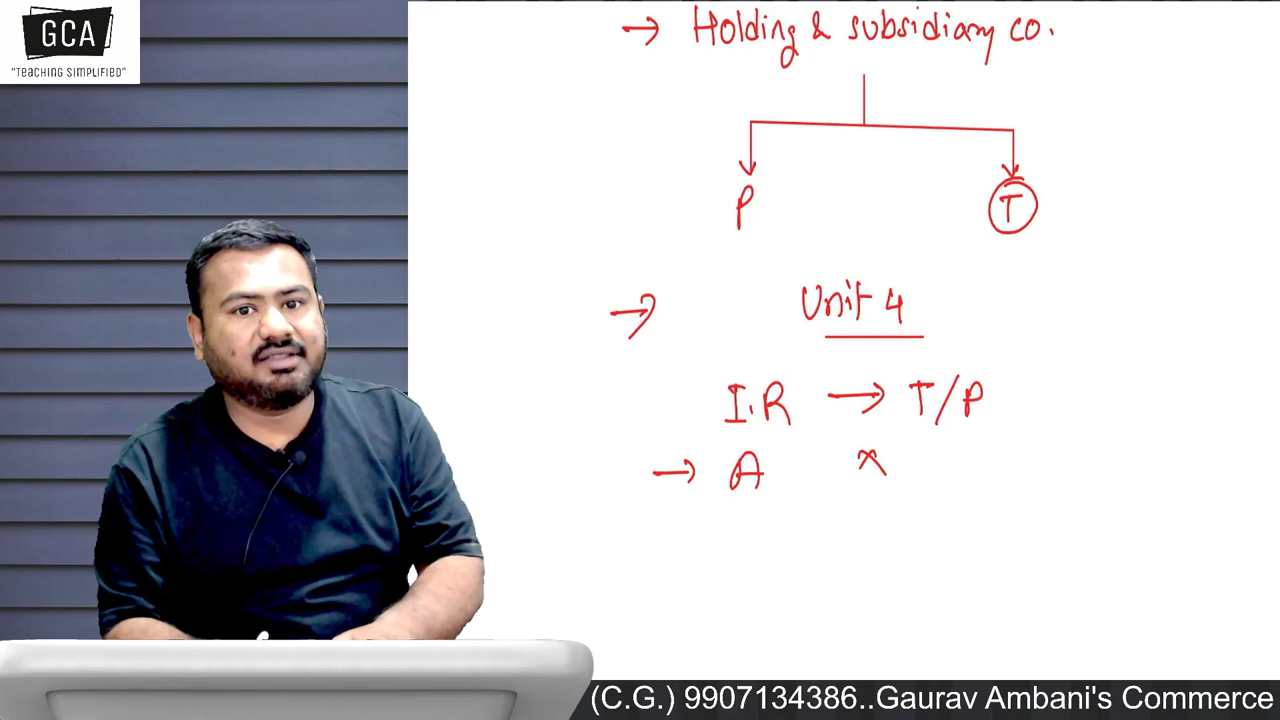 GCA
"Teaching Simplified"
→ Holding & subsidiary co.
P
T
→ Unit 4
I.R → T/P
→ A x
(C.G.) 9907134386..Gaurav Ambani's Commerce